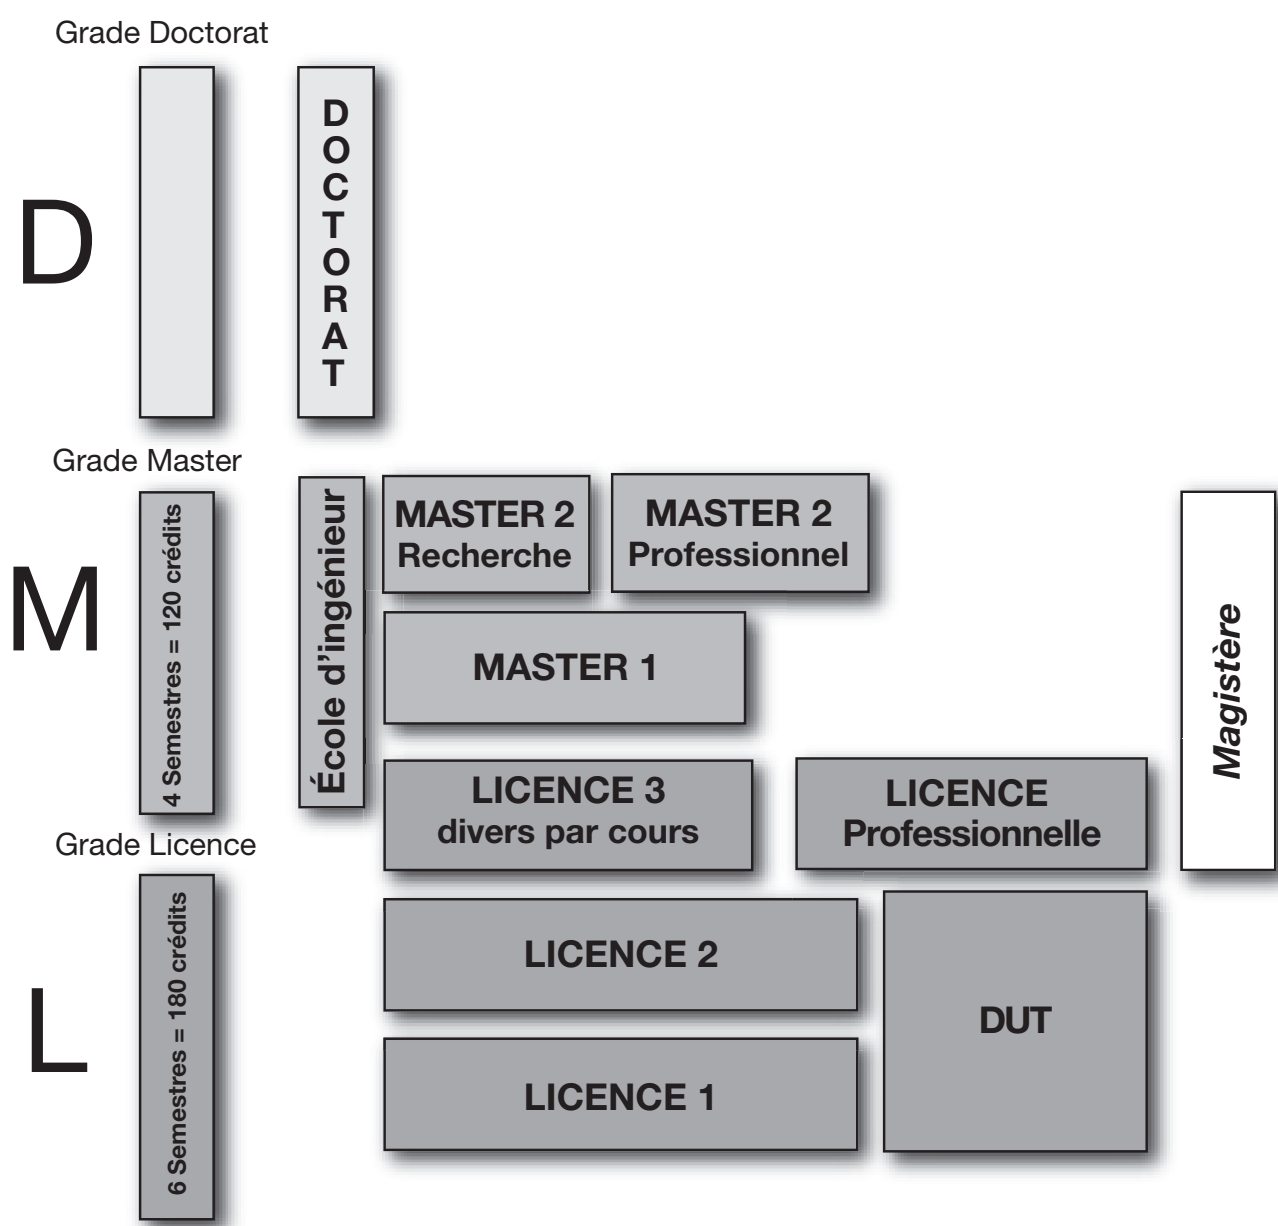 Grade Doctorat
D
DOCTORAT
Grade Master
M
4 Semestres = 120 crédits
École d'ingénieur
MASTER 2
Recherche
MASTER 2
Professionnel
MASTER 1
Magistère
LICENCE 3
divers par cours
LICENCE
Professionnelle
Grade Licence
L
6 Semestres = 180 crédits
LICENCE 2
DUT
LICENCE 1